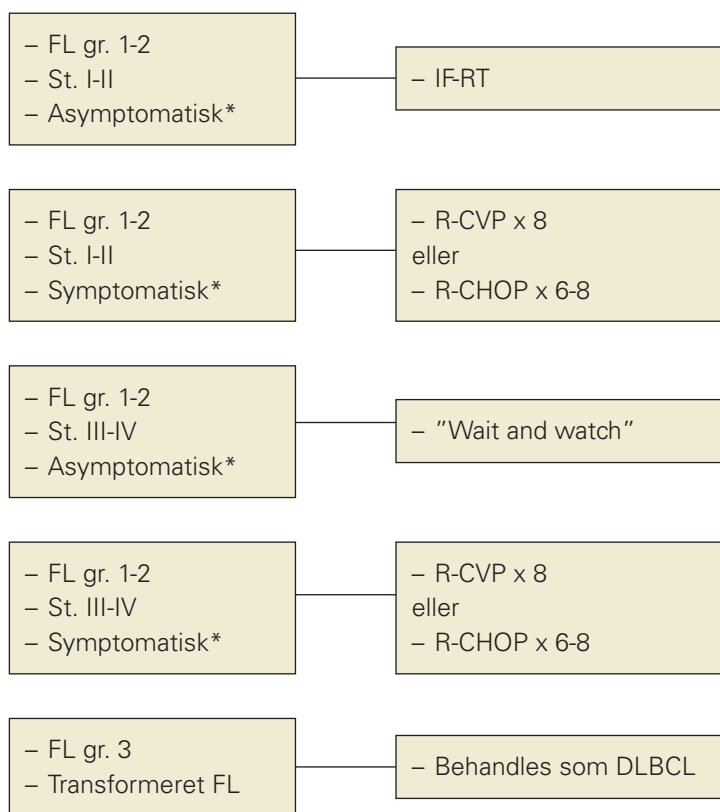 – FL gr. 1-2
– St. I-II
– Asymptomatisk*
– IF-RT
– FL gr. 1-2
– St. I-II
– Symptomatisk*
– R-CVP x 8
eller
– R-CHOP x 6-8
– FL gr. 1-2
– St. III-IV
– Asymptomatisk*
– ”Wait and watch”
– FL gr. 1-2
– St. III-IV
– Symptomatisk*
– R-CVP x 8
eller
– R-CHOP x 6-8
– FL gr. 3
– Transformeret FL
– Behandles som DLBCL